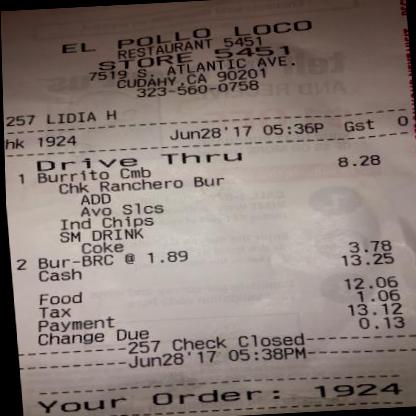 EL POLLO LOCO
RESTAURANT 5451
STORE 5451
7519 S. ATLANTIC AVE.
CUDAHY,CA 90201
323-560-0758
257 LIDIA H
hk 1924 Jun28'17 05:36P Gst 0
Drive Thru
1 Burrito Cmb 8.28
Chk Ranchero Bur
ADD
Avo Slcs
Ind Chips
SM DRINK
Coke
2 Bur-BRC @ 1.89 3.78
Cash 13.25
Food 12.06
Tax 1.06
Payment 13.12
Change Due 0.13
257 Check Closed
Jun28'17 05:38PM
Your Order: 1924